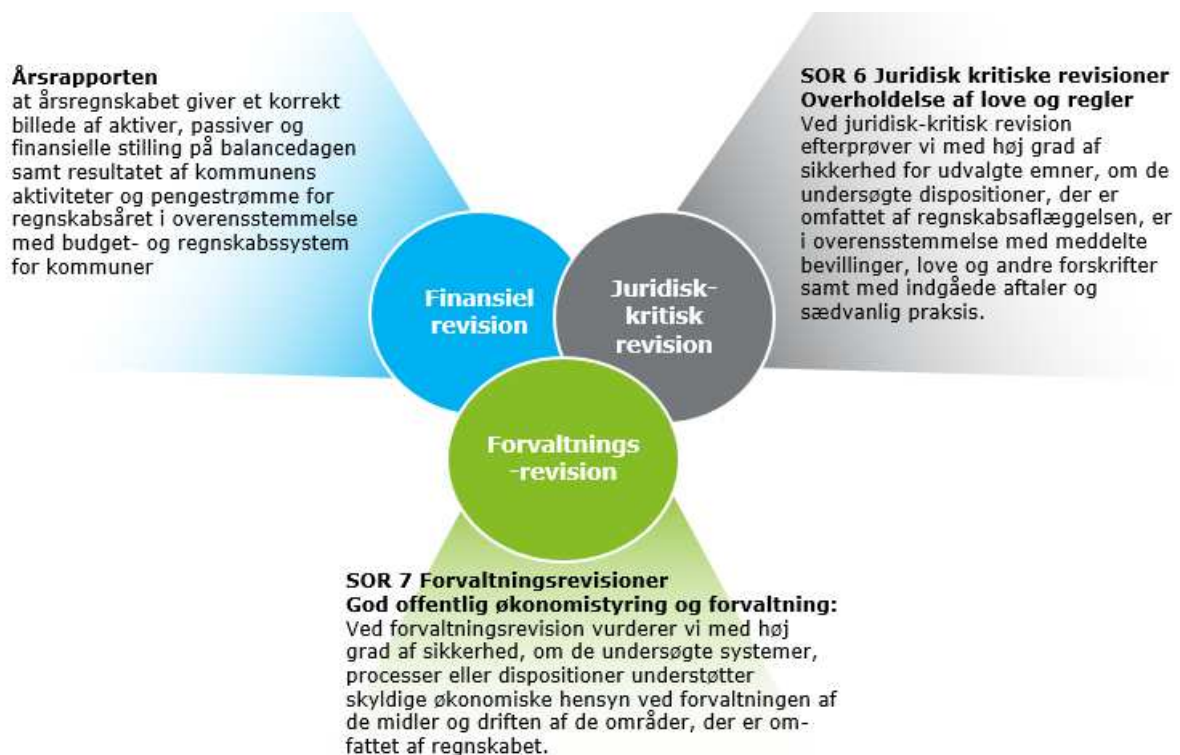 Årsrapporten
at årsregnskabet giver et korrekt
billede af aktiver, passiver og
finansielle stilling på balancedagen
samt resultatet af kommunens
aktiviteter og pengestrømme for
regnskabsåret i overensstemmelse
med budget- og regnskabssystem
for kommuner
SOR 6 Juridisk kritiske revisioner
Overholdelse af love og regler
Ved juridisk-kritisk revision
efterprøver vi med høj grad af
sikkerhed for udvalgte emner, om de
undersøgte dispositioner, der er
omfattet af regnskabsaflæggelsen, er
i overensstemmelse med meddelte
bevillinger, love og andre forskrifter
samt med indgåede aftaler og
sædvanlig praksis.
Finansiel
revision
Juridisk-
kritisk
revision
Forvaltnings
-revision
SOR 7 Forvaltningsrevisioner
God offentlig økonomistyring og forvaltning:
Ved forvaltningsrevision vurderer vi med høj
grad af sikkerhed, om de undersøgte systemer,
processer eller dispositioner understøtter
skyldige økonomiske hensyn ved forvaltningen af
de midler og driften af de områder, der er om-
fattet af regnskabet.